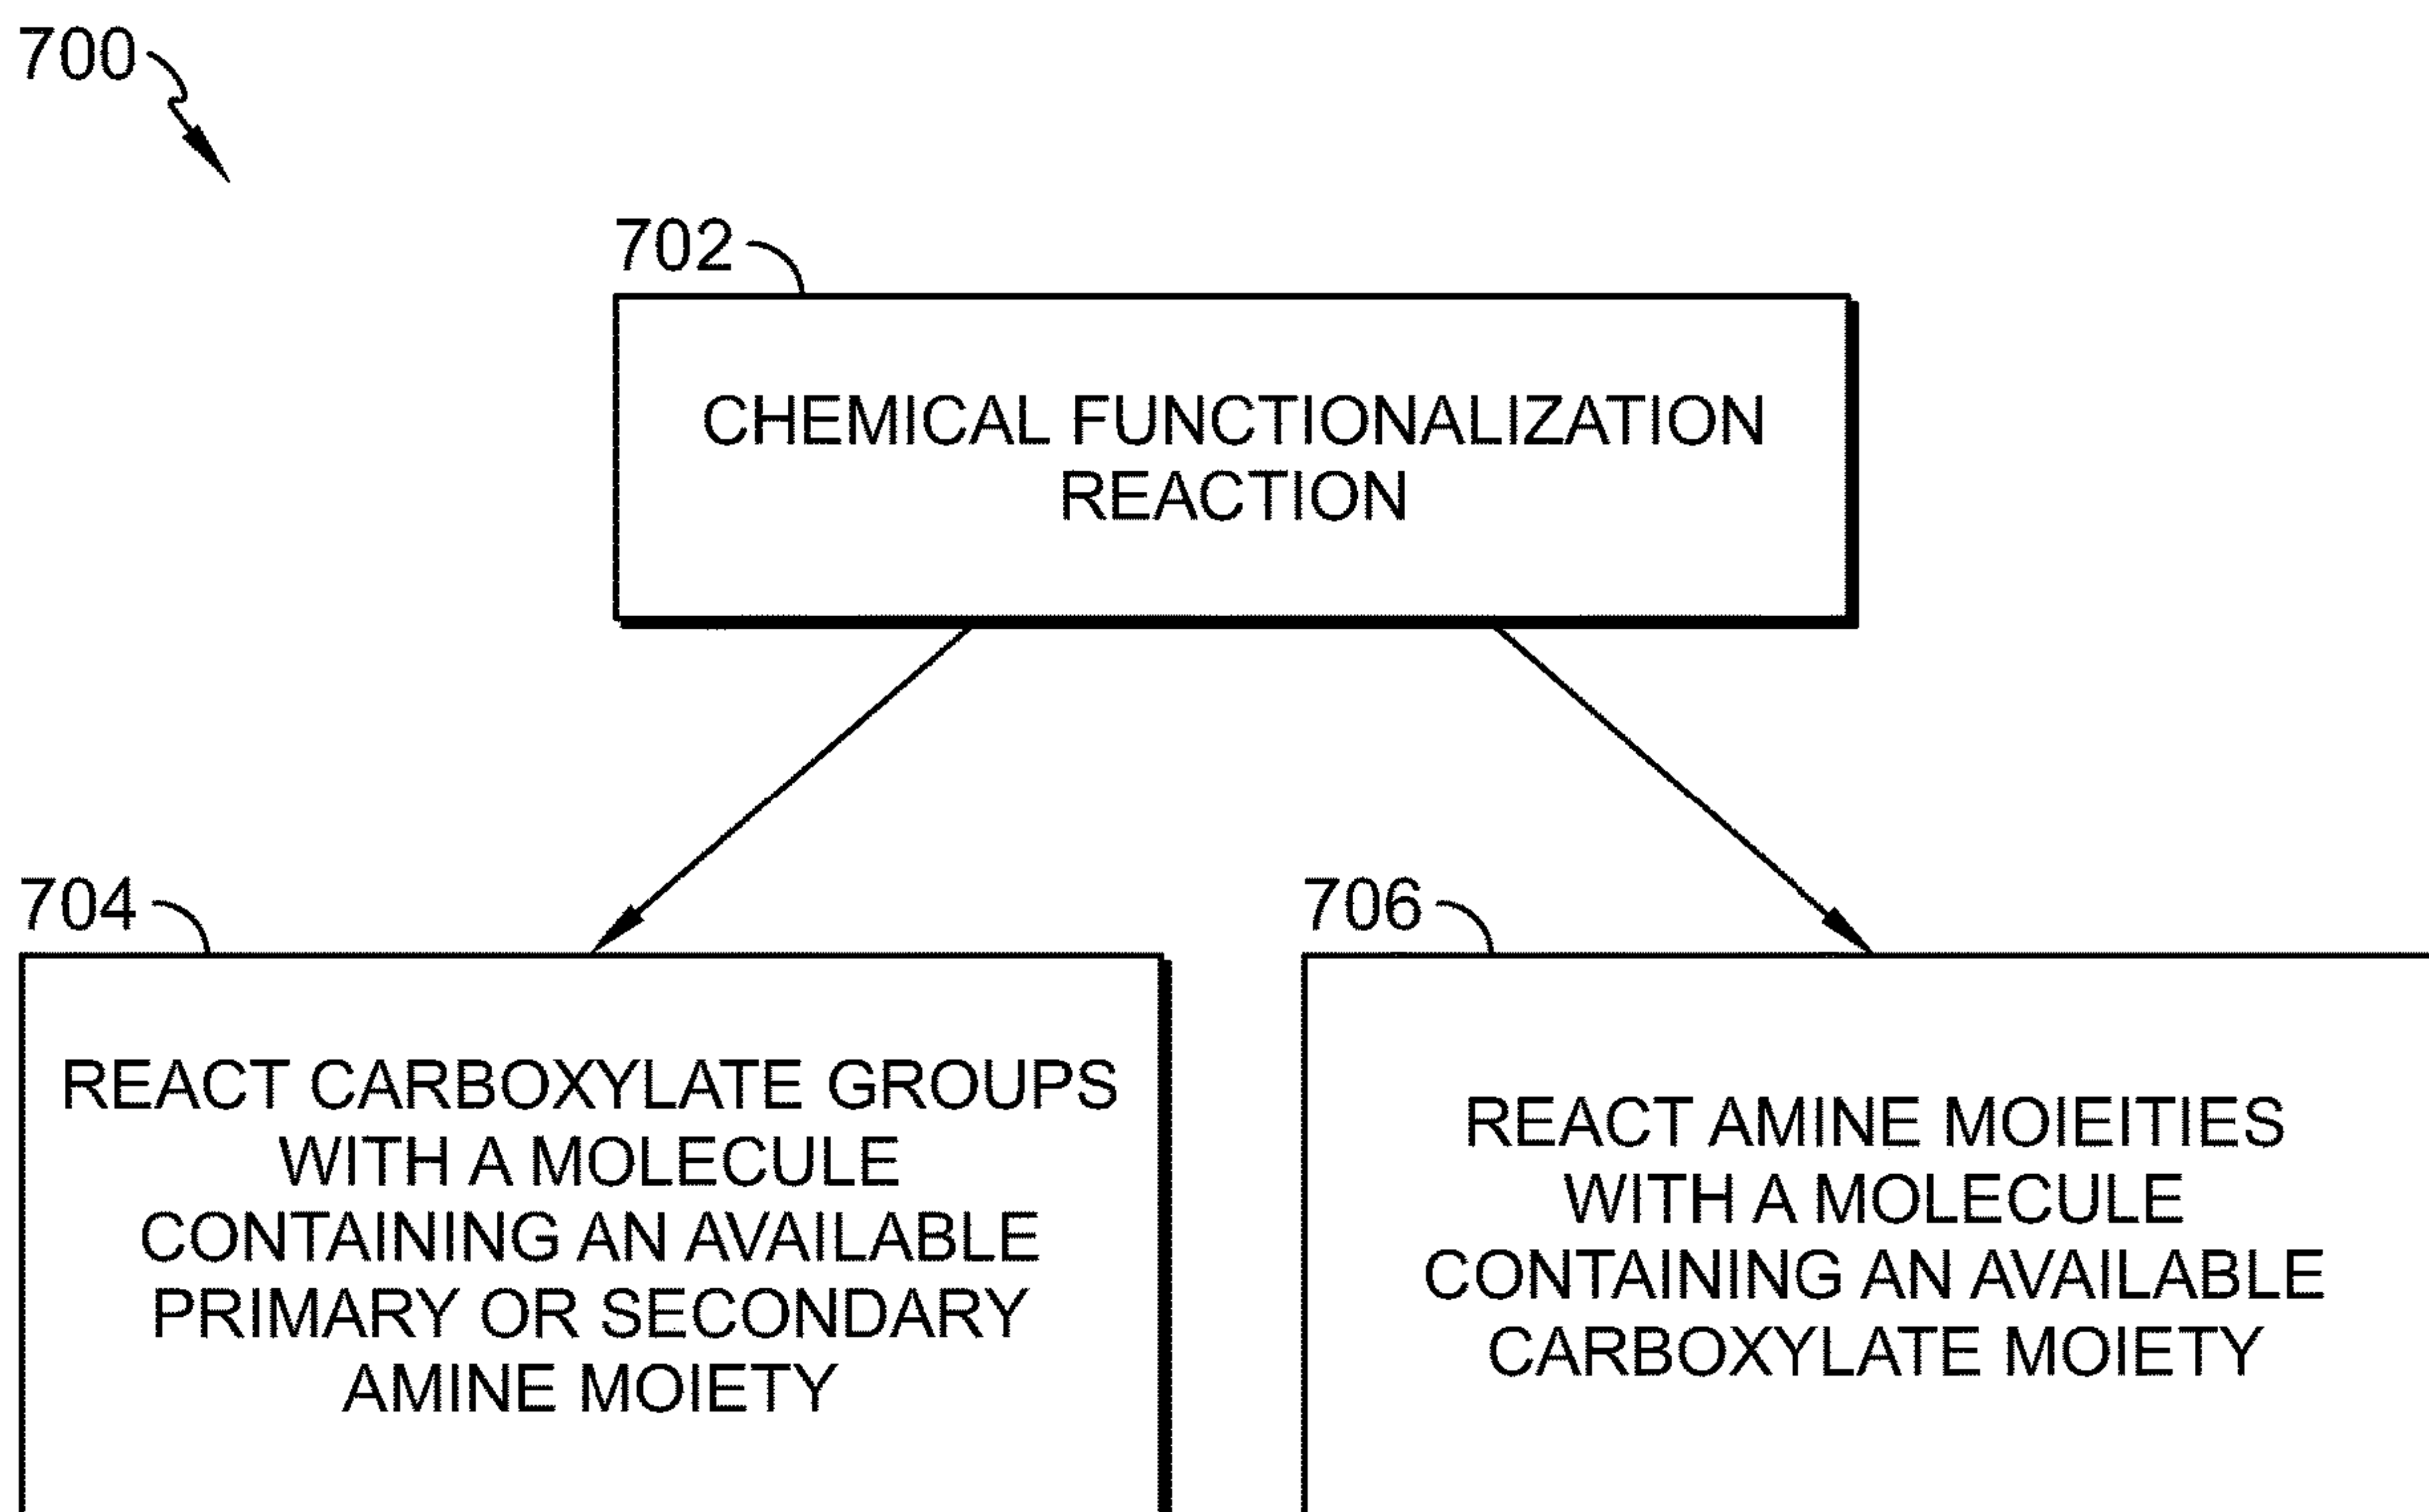 700
702
CHEMICAL FUNCTIONALIZATION
REACTION
704
REACT CARBOXYLATE GROUPS
WITH A MOLECULE
CONTAINING AN AVAILABLE
PRIMARY OR SECONDARY
AMINE MOIETY
706
REACT AMINE MOIEITIES
WITH A MOLECULE
CONTAINING AN AVAILABLE
CARBOXYLATE MOIETY